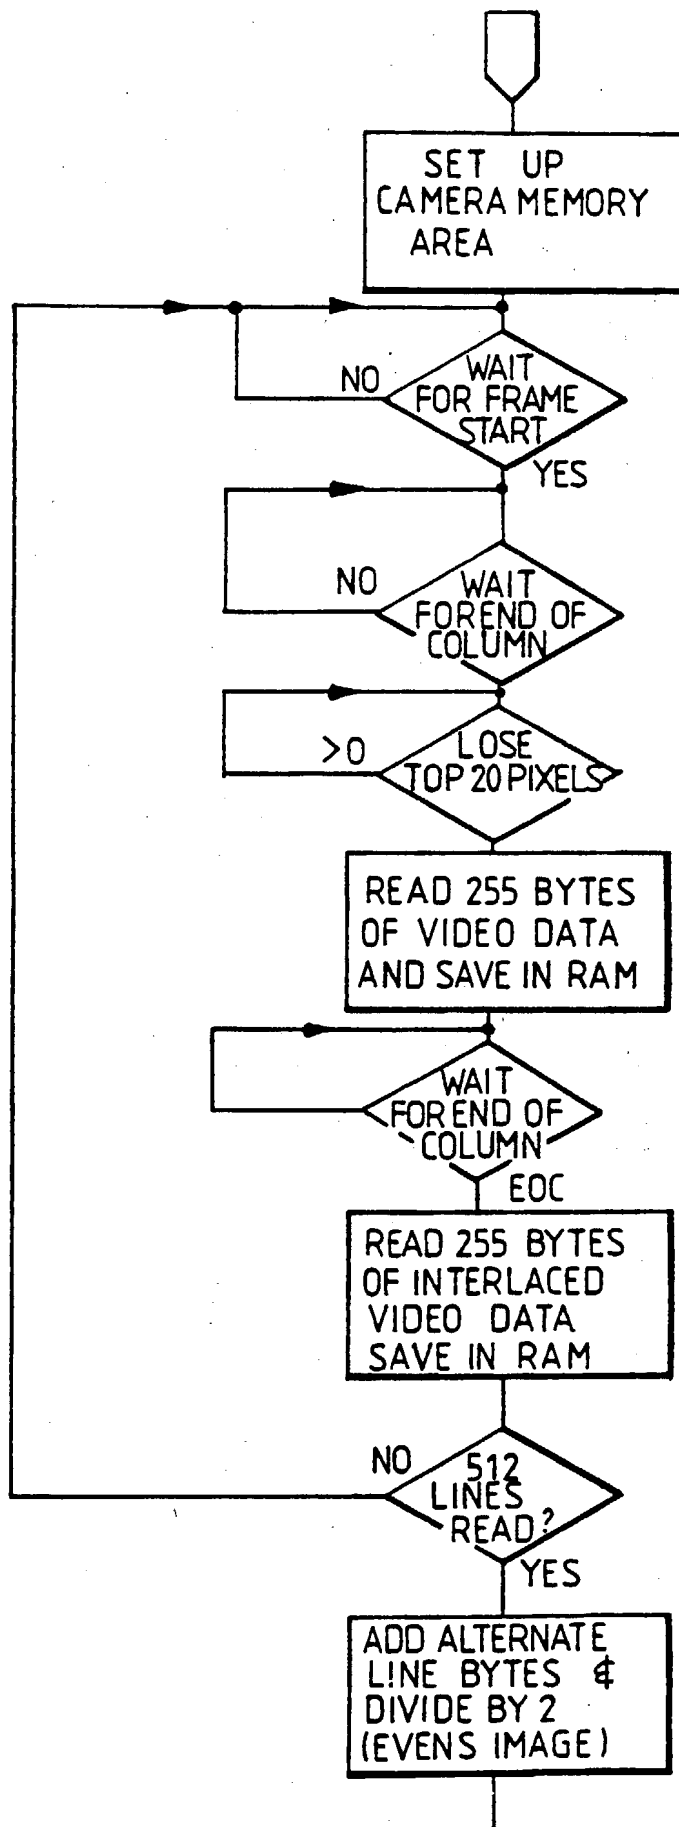 SET UP
CAMERA MEMORY
AREA
NO
WAIT
FOR FRAME
START
YES
NO
WAIT
FOR END OF
COLUMN
>0
LOSE
TOP 20 PIXELS
READ 255 BYTES
OF VIDEO DATA
AND SAVE IN RAM
WAIT
FOR END OF
COLUMN
EOC
READ 255 BYTES
OF INTERLACED
VIDEO DATA
SAVE IN RAM
NO
512
LINES
READ?
YES
ADD ALTERNATE
LINE BYTES &
DIVIDE BY 2
(EVENS IMAGE)